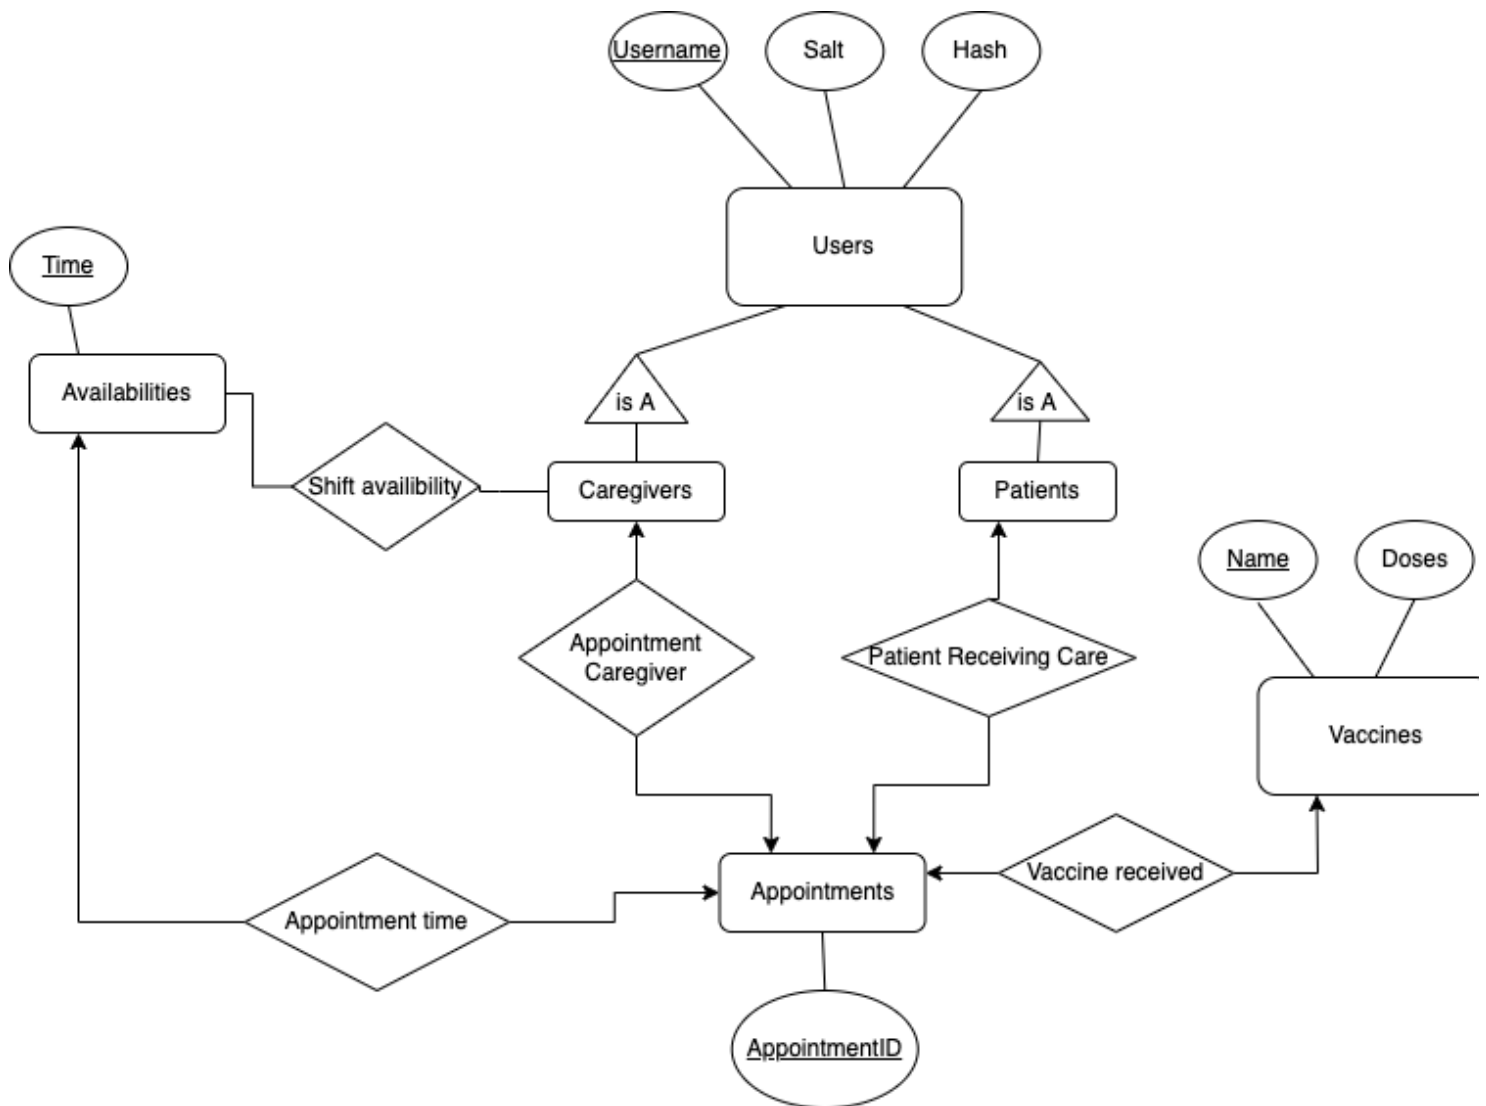 Username
Salt
Hash
Users
Time
Availabilities
is A
is A
Shift availibility
Caregivers
Patients
Name
Doses
Appointment
Caregiver
Patient Receiving Care
Vaccines
Vaccine received
Appointments
Appointment time
AppointmentID